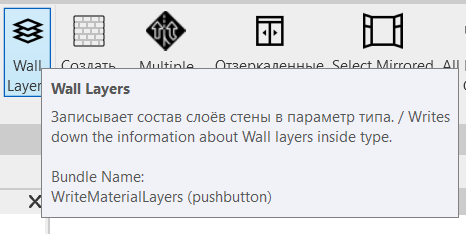 Wall
Layers
Создать
Multiple
Отзеркаленные
Select Mirrored
All
Wall Layers
Записывает состав слоёв стены в параметр типа. / Writes
down the information about Wall layers inside type.
Bundle Name:
WriteMaterialLayers (pushbutton)